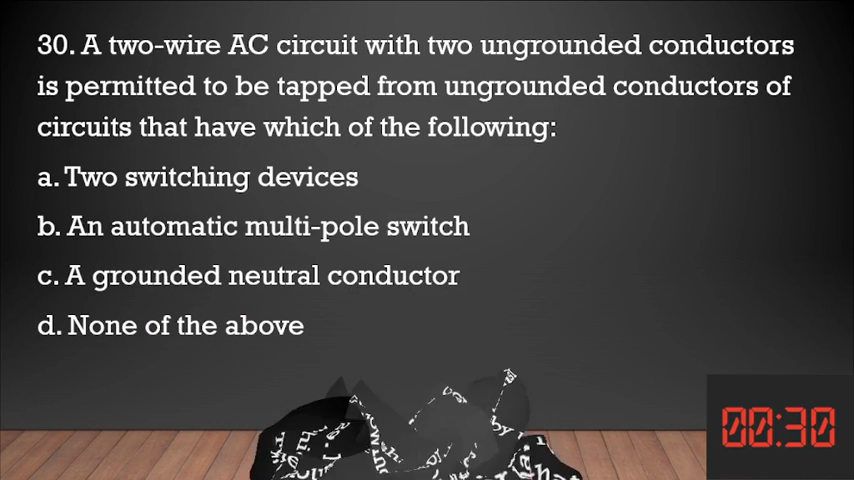 30. A two-wire AC circuit with two ungrounded conductors
is permitted to be tapped from ungrounded conductors of
circuits that have which of the following:
a. Two switching devices
b. An automatic multi-pole switch
c. A grounded neutral conductor
d. None of the above
00:30